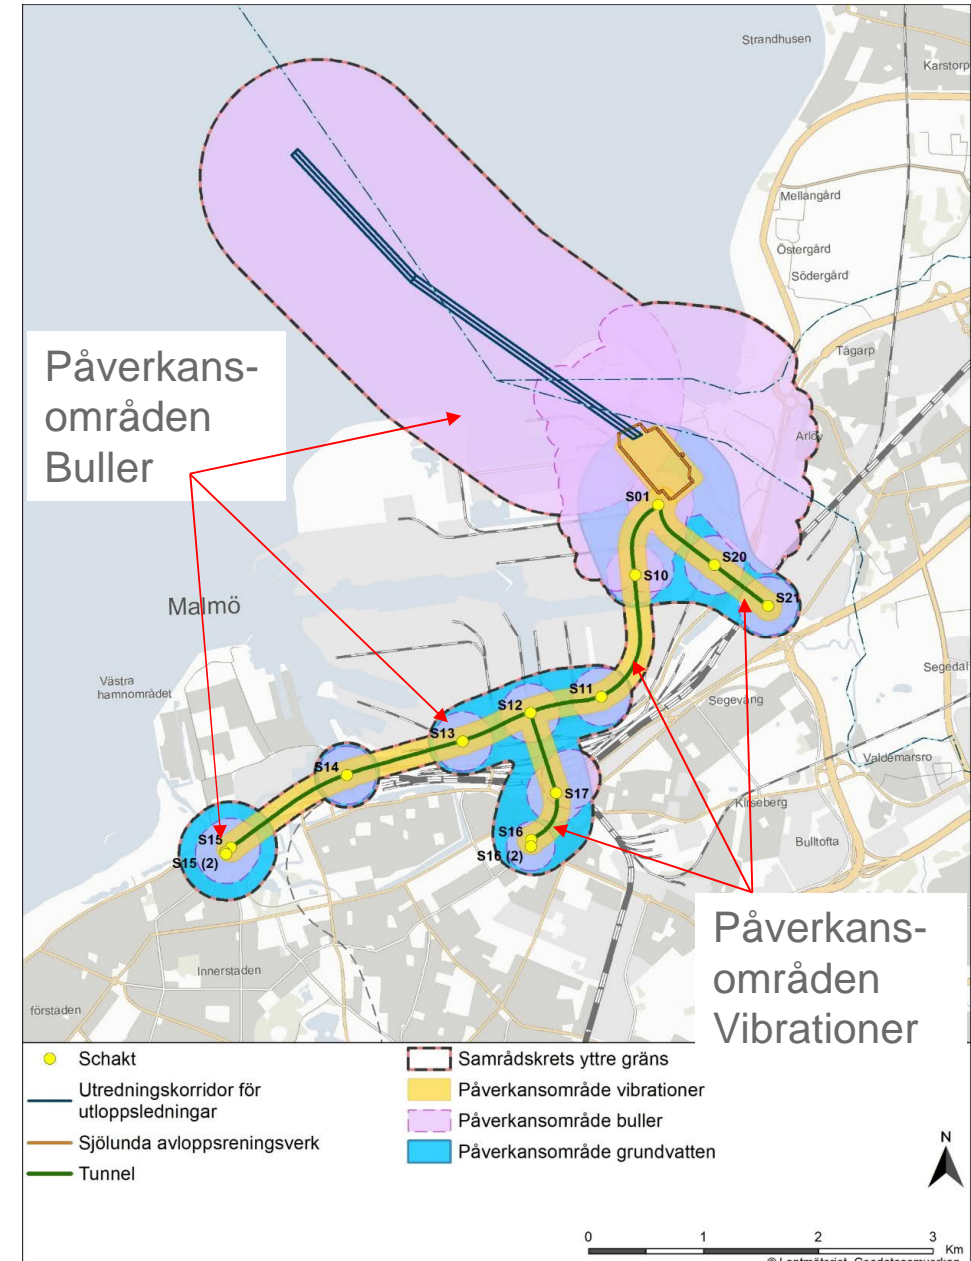 Strandhusen
Karstorp
Mellangård
Östergård
Södergård
Tågarp
Arlöv
Påverkans-
områden
Buller
S01
S20
S10
S21
Malmö
Västra
hamnområdet
Segevång
S11
S12
S13
S14
S17
S16
S16 (2)
S15
S15 (2)
Kirseberg
Valdemarsro
Bulltofta
Innerstaden
förstaden
Påverkans-
områden
Vibrationer
Schakt
Utredningskorridor för
utloppsledningar
Sjölunda avloppsreningsverk
Tunnel
Samrådskrets yttre gräns
Påverkansområde vibrationer
Påverkansområde buller
Påverkansområde grundvatten
N
0 1 2 3
Km